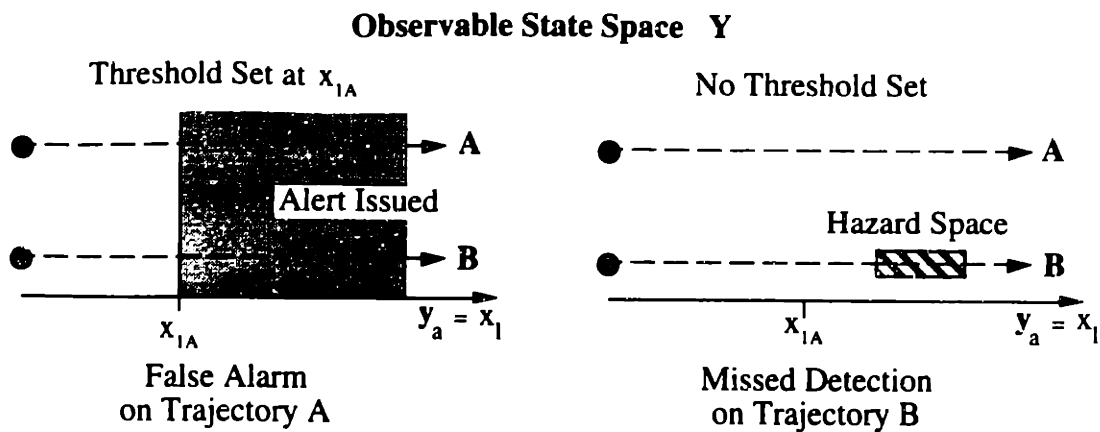 Observable State Space Y
Threshold Set at x1A
A
Alert Issued
B
x1A
ya = x1
False Alarm
on Trajectory A
No Threshold Set
A
Hazard Space
B
x1A
ya = x1
Missed Detection
on Trajectory B